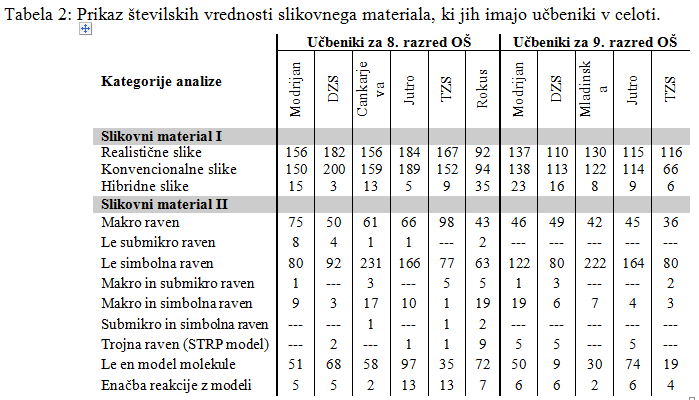 Tabela 2: Prikaz številskih vrednosti slikovnega materiala, ki jih imajo učbeniki v celoti.
Učbeniki za 8. razred OŠ Učbeniki za 9. razred OŠ
Kategorije analize Modrijan DZS Cankarjeva Jutro TZS Rokus Modrijan DZS Mladinska Jutro TZS
Slikovni material I
Realistične slike 156 182 156 184 167 92 137 110 130 115 116
Konvencionalne slike 150 200 159 189 152 94 138 113 122 114 66
Hibridne slike 15 3 13 5 9 35 23 16 8 9 6
Slikovni material II
Makro raven 75 50 61 66 98 43 46 49 42 45 36
Le submikro raven 8 4 1 1 --- 2 --- --- --- --- ---
Le simbolna raven 80 92 231 166 77 63 122 80 222 164 80
Makro in submikro raven 1 --- 3 --- 5 5 1 3 --- --- 2
Makro in simbolna raven 9 3 17 10 1 19 19 6 7 4 3
Submikro in simbolna raven --- --- 1 --- 1 2 --- --- --- --- ---
Trojna raven (STRP model) --- 2 --- 1 1 9 5 5 --- 5 ---
Le en model molekule 51 68 58 97 35 72 50 9 30 74 19
Enačba reakcije z modeli 5 5 2 13 13 7 6 6 2 6 4